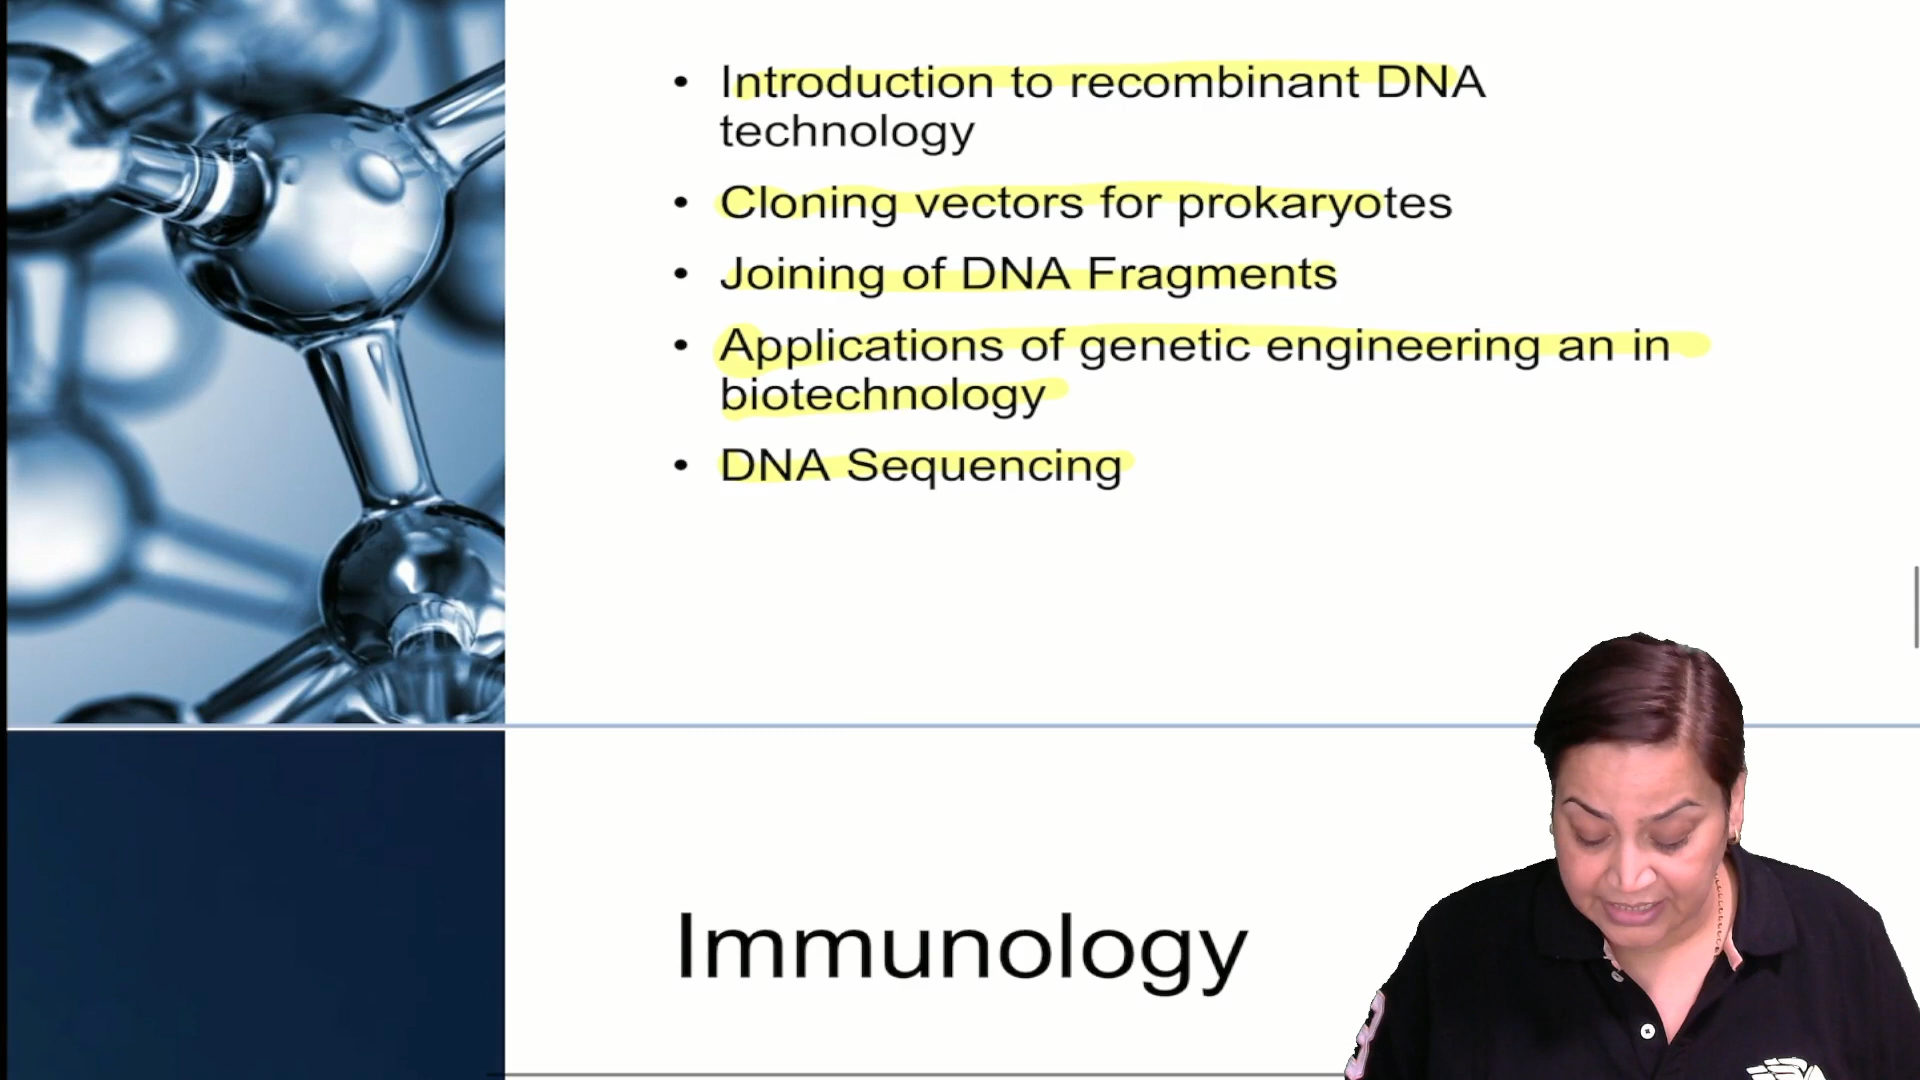 • Introduction to recombinant DNA
technology
• Cloning vectors for prokaryotes
• Joining of DNA Fragments
• Applications of genetic engineering an in
biotechnology
• DNA Sequencing
Immunology